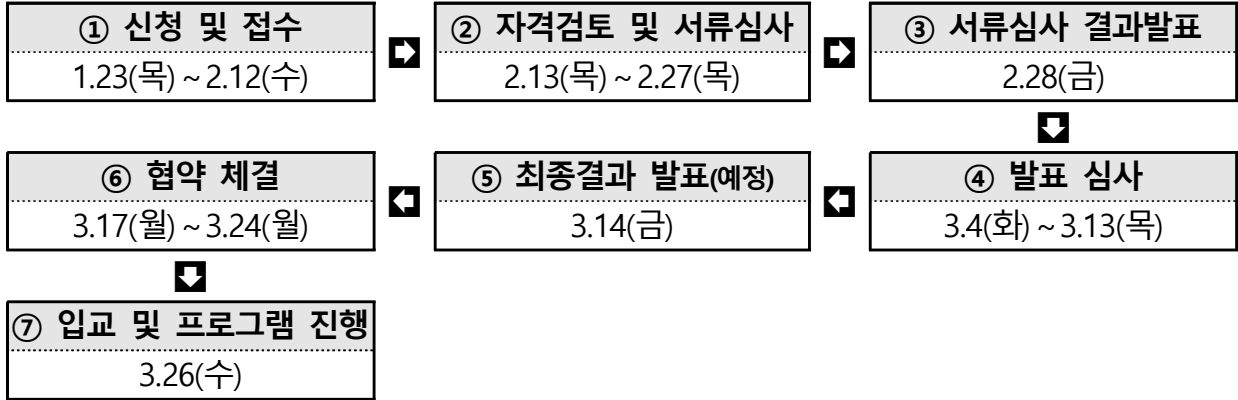 ① 신청 및 접수
1.23(목) ~ 2.12(수)
② 자격검토 및 서류심사
2.13(목) ~ 2.27(목)
③ 서류심사 결과발표
2.28(금)
④ 발표 심사
3.4(화) ~ 3.13(목)
⑤ 최종결과 발표(예정)
3.14(금)
⑥ 협약 체결
3.17(월) ~ 3.24(월)
⑦ 입교 및 프로그램 진행
3.26(수)